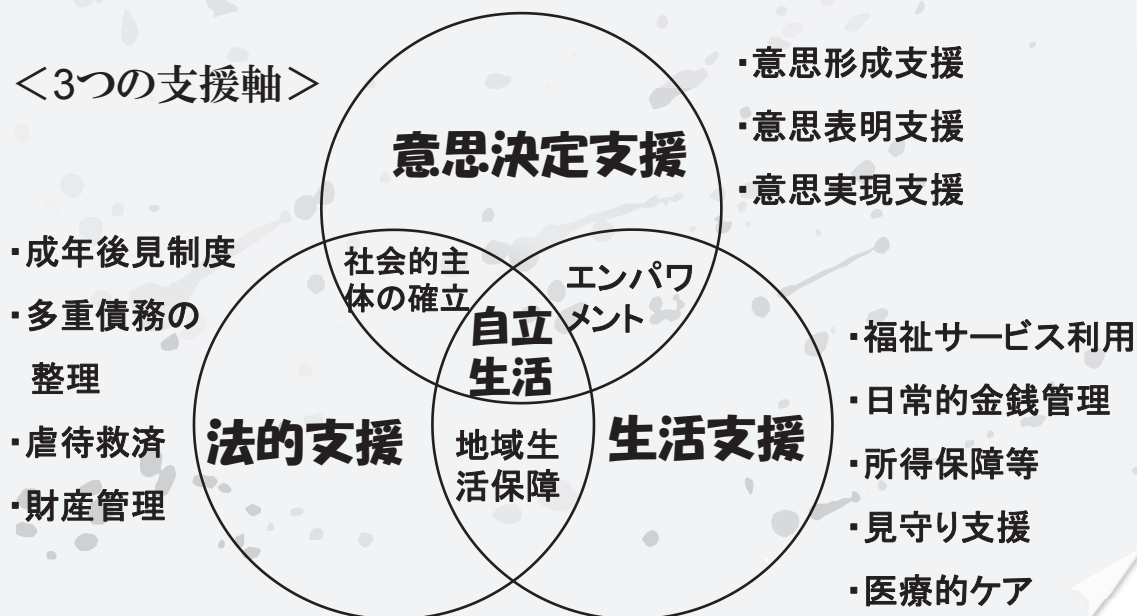 ＜3つの支援軸＞
意思決定支援
・意思形成支援
・意思表明支援
・意思実現支援
・成年後見制度
・多重債務の
整理
・虐待救済
・財産管理
社会的主
体の確立
エンパワ
メント
自立
生活
法的支援
地域生
活保障
生活支援
・福祉サービス利用
・日常的金銭管理
・所得保障等
・見守り支援
・医療的ケア